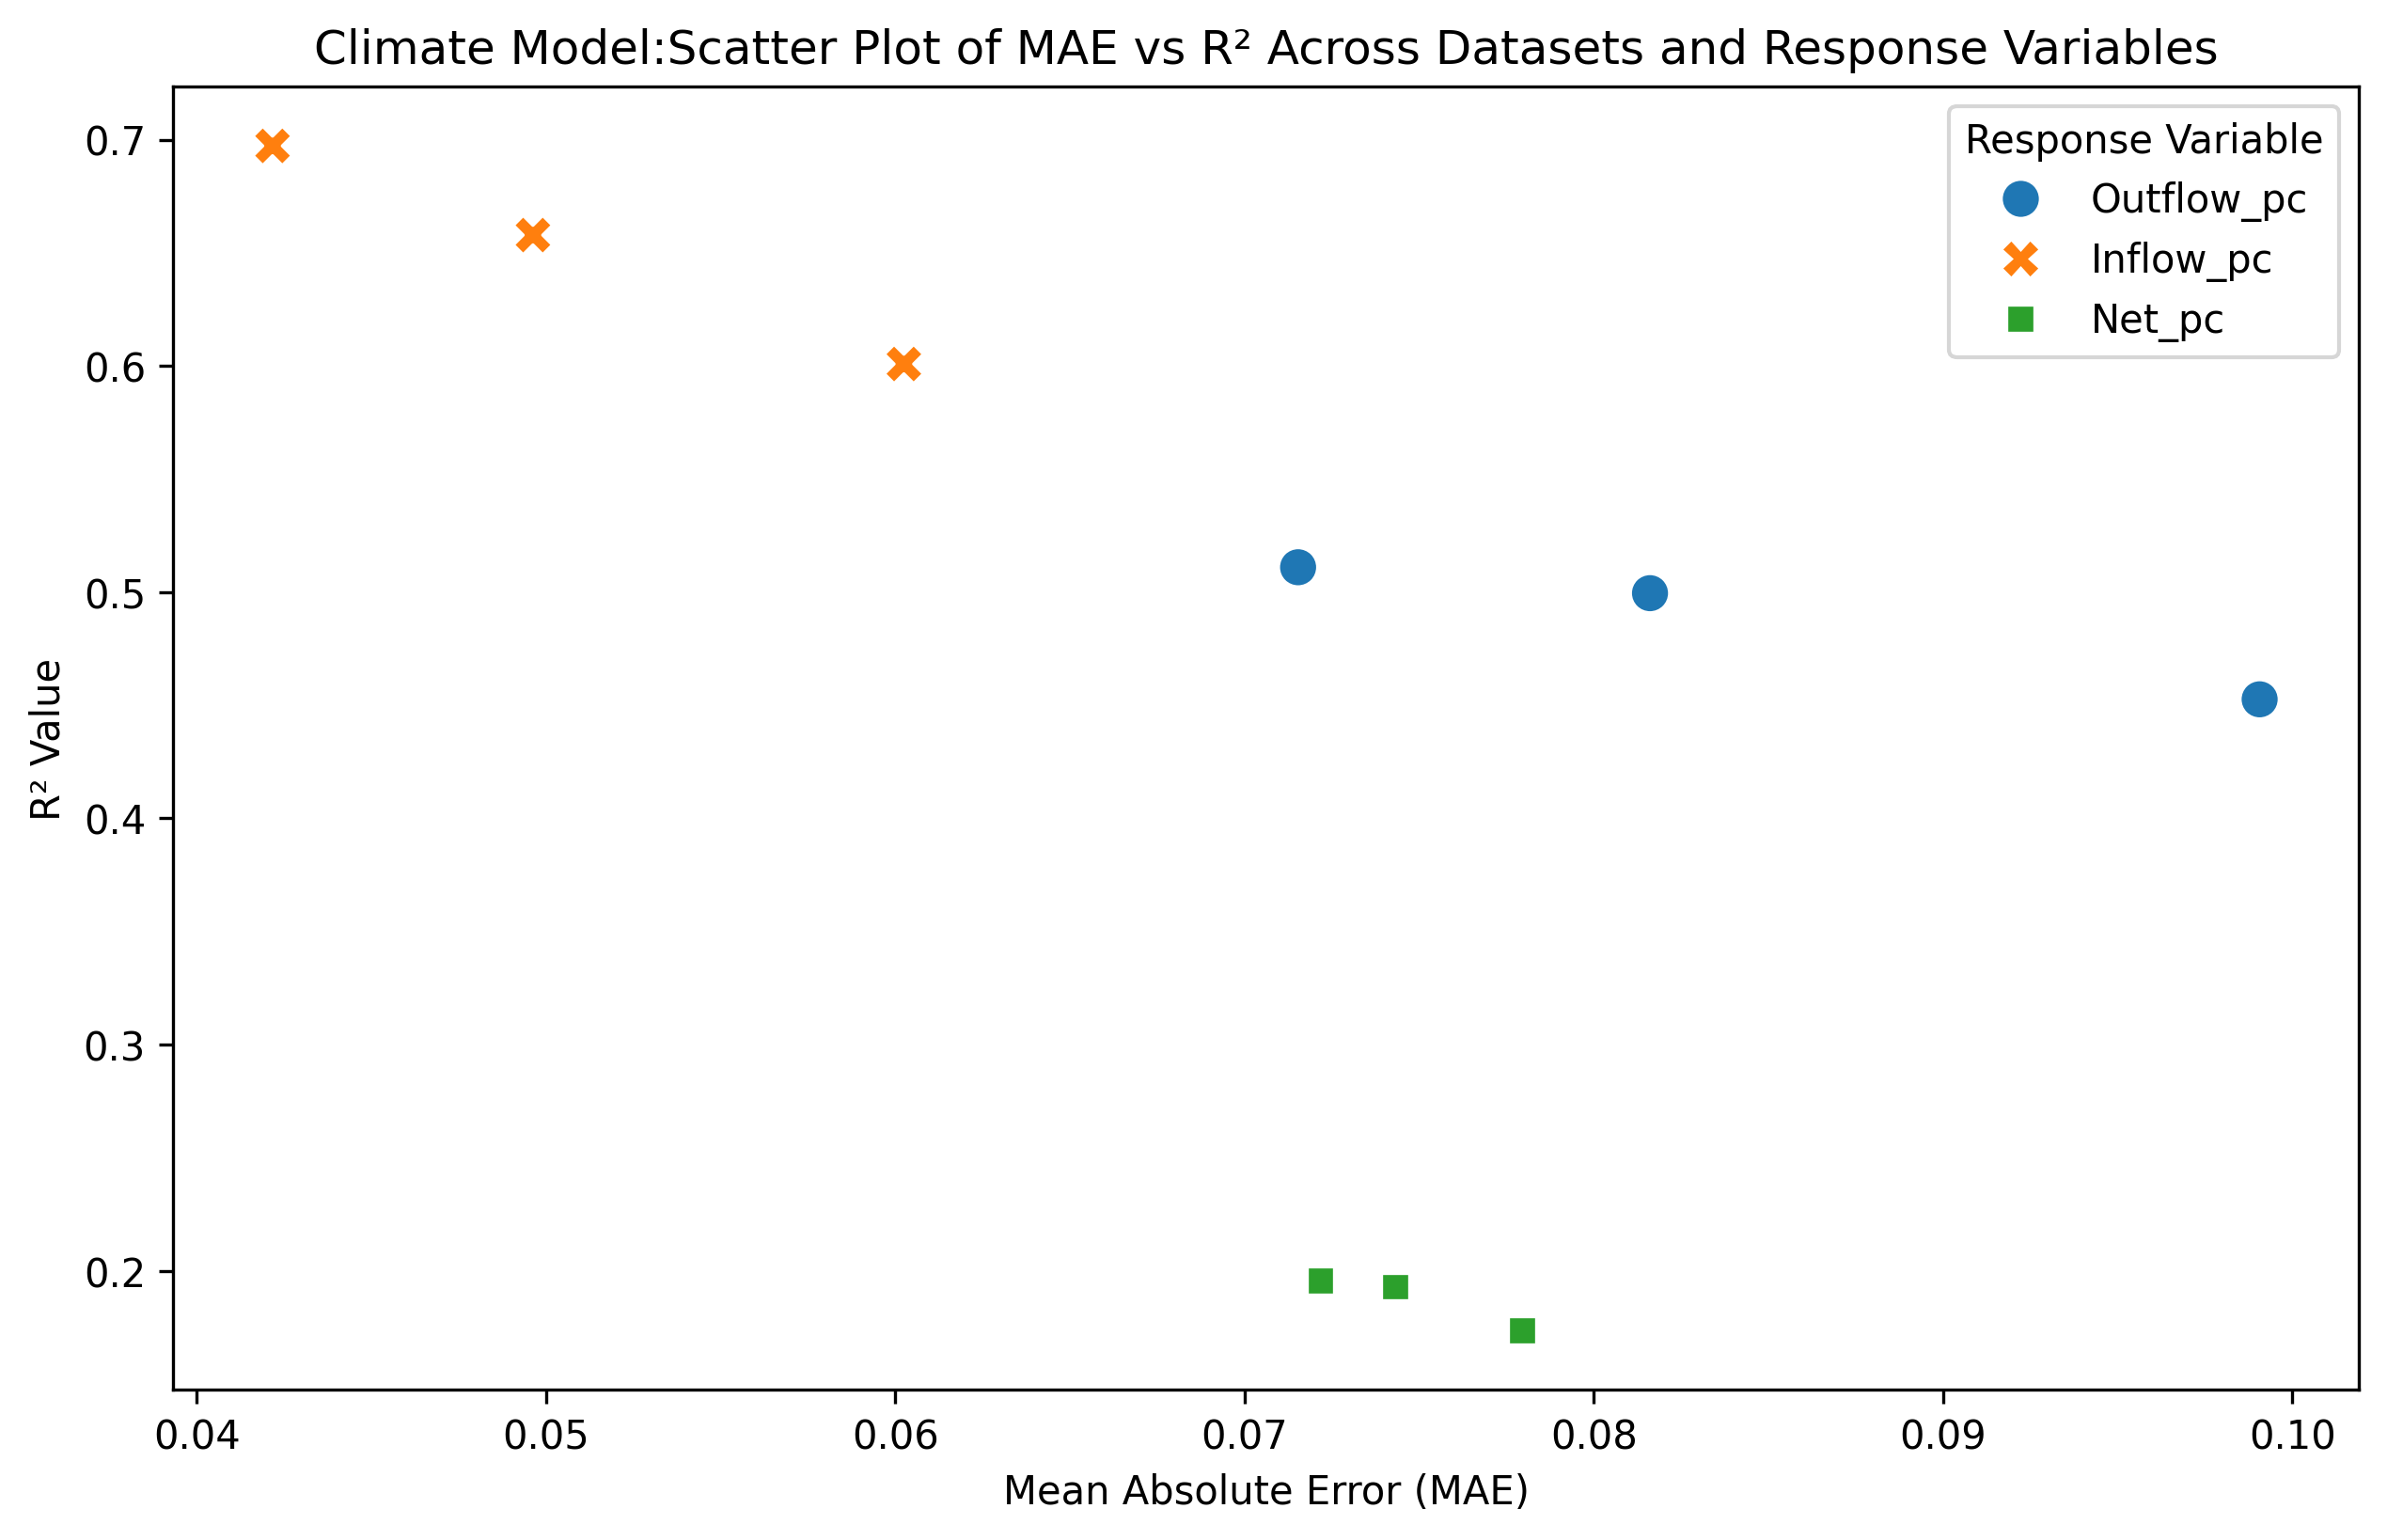 Climate Model:Scatter Plot of MAE vs R² Across Datasets and Response Variables
Response Variable
Outflow_pc
Inflow_pc
Net_pc
R² Value
0.7
0.6
0.5
0.4
0.3
0.2
0.04
0.05
0.06
0.07
0.08
0.09
0.10
Mean Absolute Error (MAE)